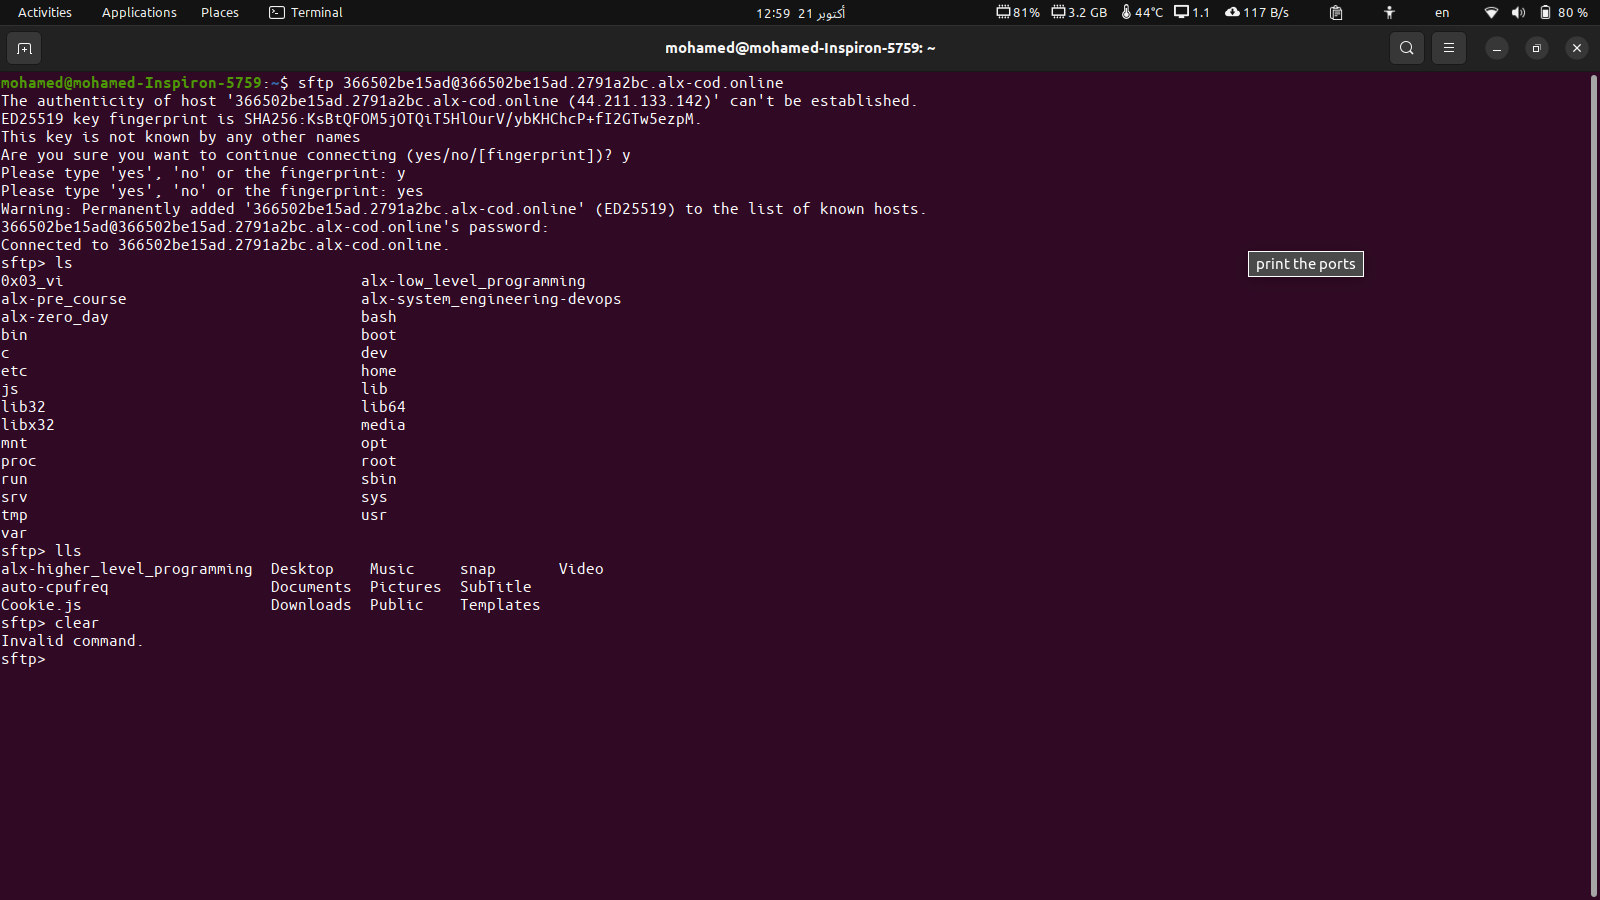 Activities Applications Places Terminal 12:59 21 أكتوبر 81% 3.2 GB 44°C 1.1 117 B/s en 80 %
mohamed@mohamed-Inspiron-5759: ~
mohamed@mohamed-Inspiron-5759:~$ sftp 366502be15ad@366502be15ad.2791a2bc.alx-cod.online
The authenticity of host '366502be15ad.2791a2bc.alx-cod.online (44.211.133.142)' can't be established.
ED25519 key fingerprint is SHA256:KsBtQFOM5jOTQiT5HlOurV/ybKHChcP+fI2GTw5ezpM.
This key is not known by any other names
Are you sure you want to continue connecting (yes/no/[fingerprint])? y
Please type 'yes', 'no' or the fingerprint: y
Please type 'yes', 'no' or the fingerprint: yes
Warning: Permanently added '366502be15ad.2791a2bc.alx-cod.online' (ED25519) to the list of known hosts.
366502be15ad@366502be15ad.2791a2bc.alx-cod.online's password:
Connected to 366502be15ad.2791a2bc.alx-cod.online.
sftp> ls
print the ports
0x03_vi alx-low_level_programming
alx-pre_course alx-system_engineering-devops
alx-zero_day bash
bin boot
c dev
etc home
js lib
lib32 lib64
libx32 media
mnt opt
proc root
run sbin
srv sys
tmp usr
var
sftp> lls
alx-higher_level_programming Desktop Music snap Video
auto-cpufreq Documents Pictures SubTitle
Cookie.js Downloads Public Templates
sftp> clear
Invalid command.
sftp>